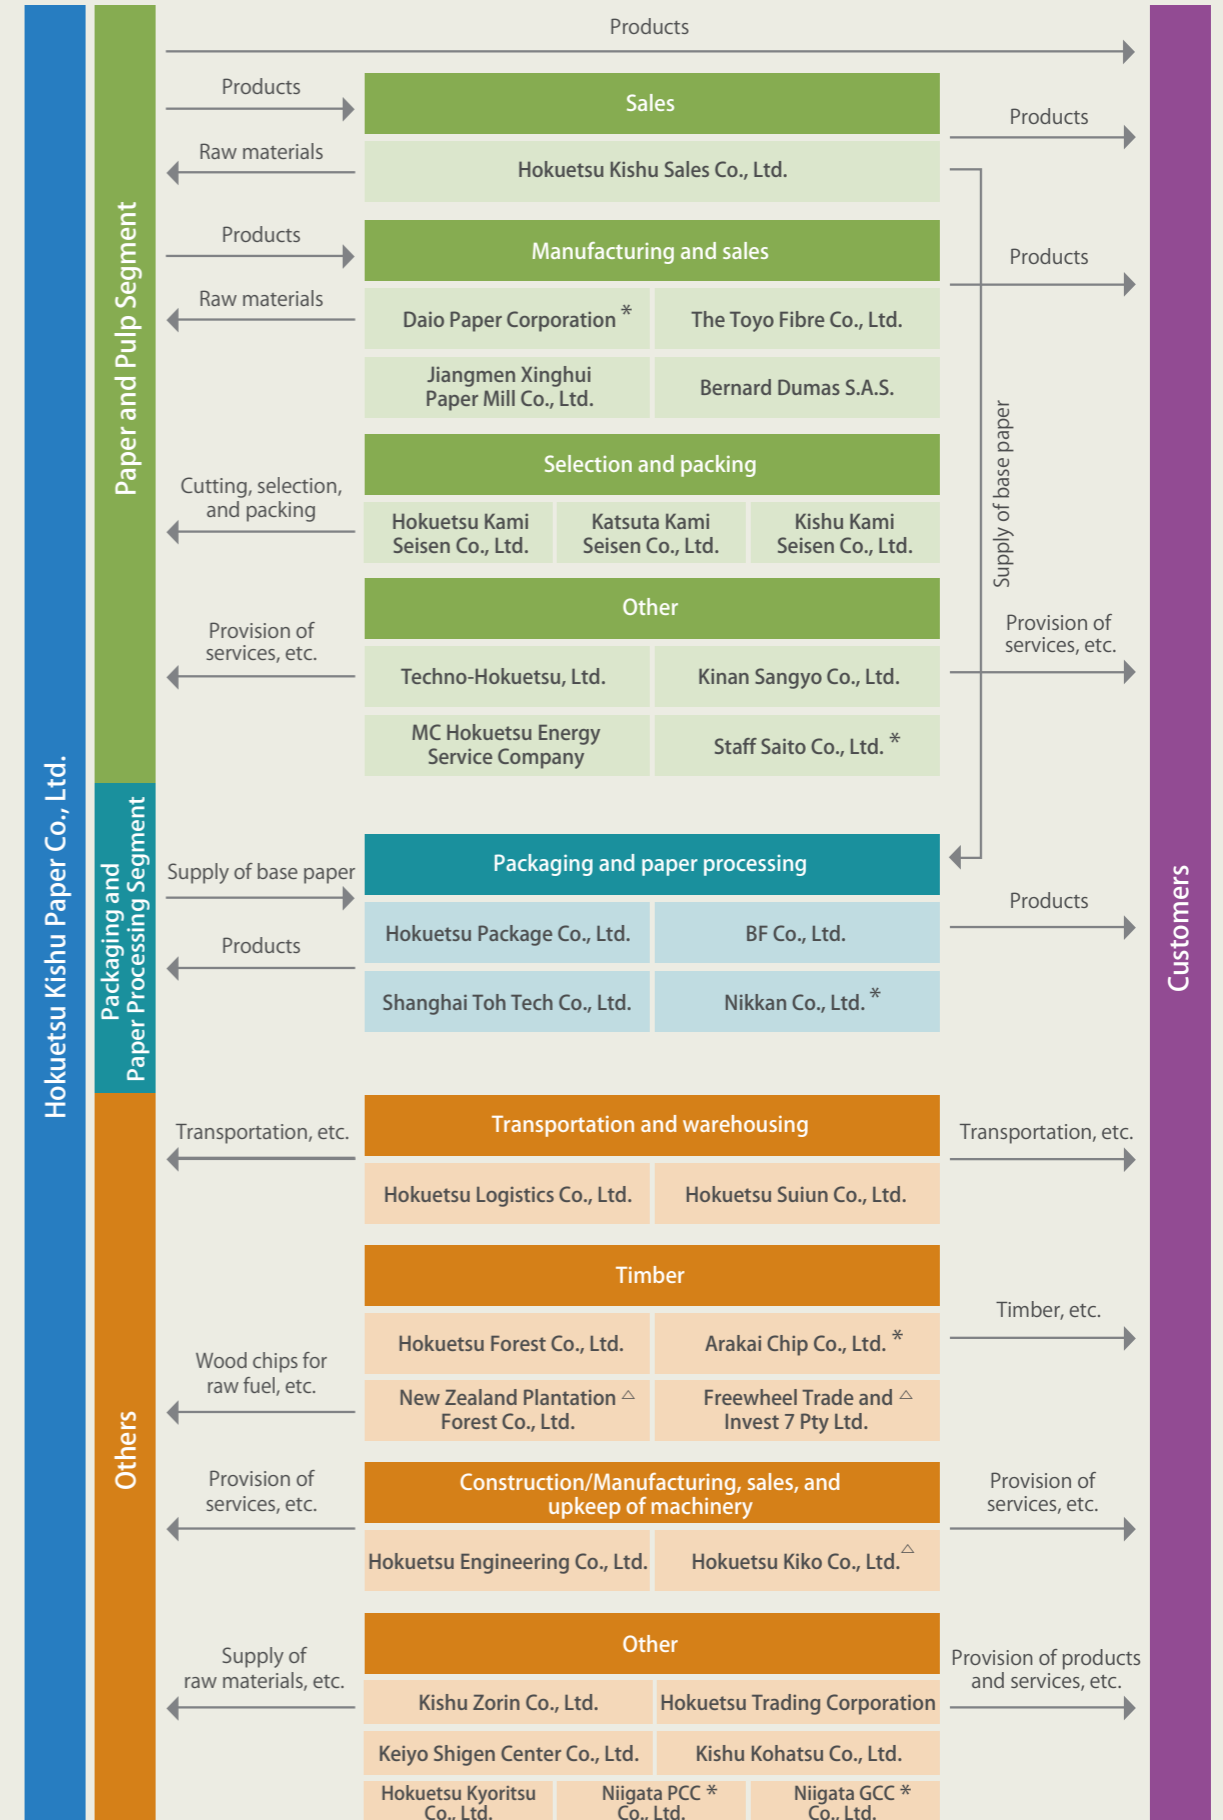 Hokuetsu Kishu Paper Co., Ltd.
Paper and Pulp Segment
Products
Products
Sales
Products
Raw materials
Hokuetsu Kishu Sales Co., Ltd.
Products
Manufacturing and sales
Products
Raw materials
Daio Paper Corporation *
The Toyo Fibre Co., Ltd.
Jiangmen Xinghui
Paper Mill Co., Ltd.
Bernard Dumas S.A.S.
Supply of base paper
Selection and packing
Cutting, selection,
and packing
Hokuetsu Kami
Seisen Co., Ltd.
Katsuta Kami
Seisen Co., Ltd.
Kishu Kami
Seisen Co., Ltd.
Other
Provision of
services, etc.
Provision of
services, etc.
Techno-Hokuetsu, Ltd.
Kinan Sangyo Co., Ltd.
MC Hokuetsu Energy
Service Company
Staff Saito Co., Ltd. *
Packaging and
Paper Processing Segment
Packaging and paper processing
Supply of base paper
Products
Hokuetsu Package Co., Ltd.
BF Co., Ltd.
Products
Shanghai Toh Tech Co., Ltd.
Nikkan Co., Ltd. *
Others
Transportation and warehousing
Transportation, etc.
Transportation, etc.
Hokuetsu Logistics Co., Ltd.
Hokuetsu Suiun Co., Ltd.
Timber
Timber, etc.
Hokuetsu Forest Co., Ltd.
Arakai Chip Co., Ltd. *
Wood chips for
raw fuel, etc.
New Zealand Plantation △
Forest Co., Ltd.
Freewheel Trade and △
Invest 7 Pty Ltd.
Construction/Manufacturing, sales, and
upkeep of machinery
Provision of
services, etc.
Provision of
services, etc.
Hokuetsu Engineering Co., Ltd.
Hokuetsu Kiko Co., Ltd. △
Other
Supply of
raw materials, etc.
Provision of products
and services, etc.
Kishu Zorin Co., Ltd.
Hokuetsu Trading Corporation
Keiyo Shigen Center Co., Ltd.
Kishu Kohatsu Co., Ltd.
Hokuetsu Kyoritsu
Co., Ltd.
Niigata PCC *
Co., Ltd.
Niigata GCC *
Co., Ltd.
Customers